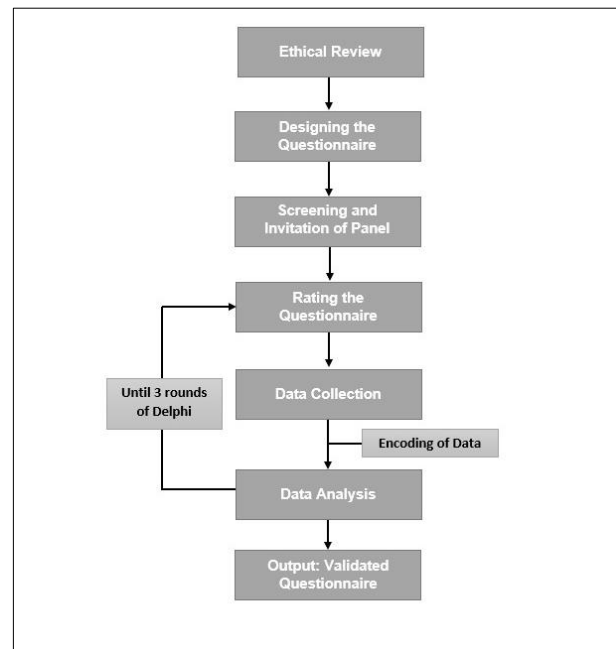 Ethical Review
Designing the
Questionnaire
Screening and
Invitation of Panel
Rating the
Questionnaire
Until 3 rounds
of Delphi
Data Collection
Encoding of Data
Data Analysis
Output: Validated
Questionnaire